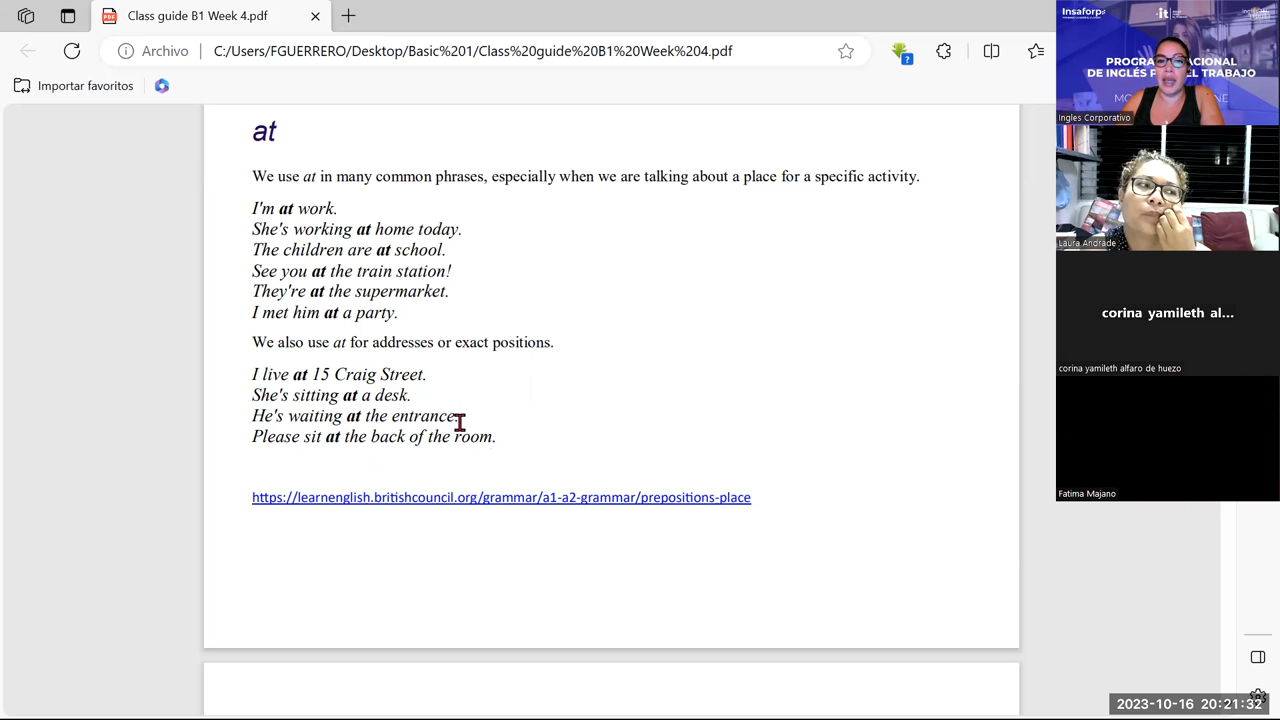 Class guide B1 Week 4.pdf
Archivo
C:/Users/FGUERRERO/Desktop/Basic%201/Class%20guide%20B1%20Week%204.pdf
Importar favoritos
at
We use at in many common phrases, especially when we are talking about a place for a specific activity.
I'm at work.
She's working at home today.
The children are at school.
See you at the train station!
They're at the supermarket.
I met him at a party.
We also use at for addresses or exact positions.
I live at 15 Craig Street.
She's sitting at a desk.
He's waiting at the entrance.
Please sit at the back of the room.
https://learnenglish.britishcouncil.org/grammar/a1-a2-grammar/prepositions-place
Insaforp
Ingles Corporativo
Laura Andrade
corina yamileth al...
corina yamileth alfaro de huezo
Fatima Majano
2023-10-16 20:21:32